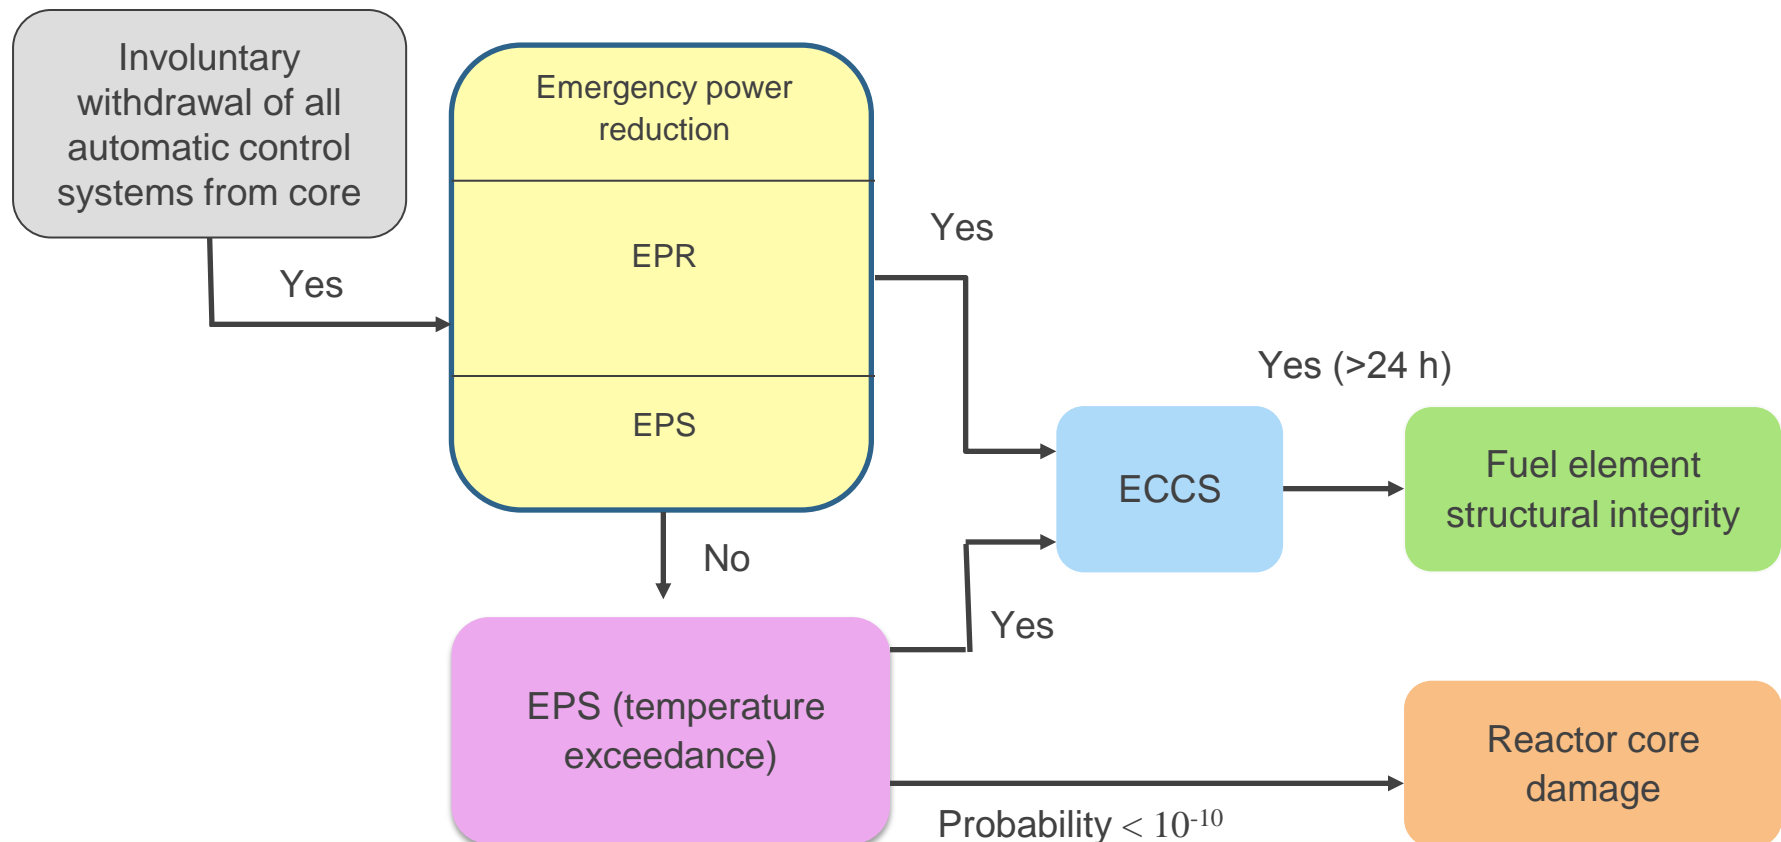 Involuntary
withdrawal of all
automatic control
systems from core
Yes
Emergency power
reduction
EPR
EPS
Yes
No
EPS (temperature
exceedance)
Yes
ECCS
Yes (>24 h)
Fuel element
structural integrity
Probability < 10⁻¹⁰
Reactor core
damage